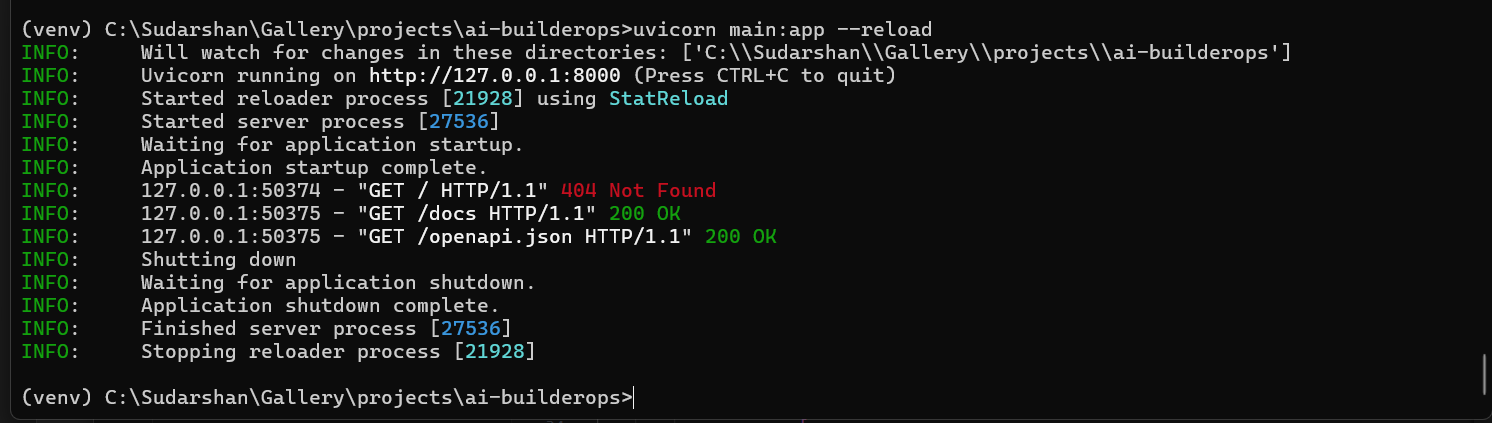 (venv) C:\Sudarshan\Gallery\projects\ai-builderops>uvicorn main:app --reload
INFO:     Will watch for changes in these directories: ['C:\\Sudarshan\\Gallery\\projects\\ai-builderops']
INFO:     Uvicorn running on http://127.0.0.1:8000 (Press CTRL+C to quit)
INFO:     Started reloader process [21928] using StatReload
INFO:     Started server process [27536]
INFO:     Waiting for application startup.
INFO:     Application startup complete.
INFO:     127.0.0.1:50374 - "GET / HTTP/1.1" 404 Not Found
INFO:     127.0.0.1:50375 - "GET /docs HTTP/1.1" 200 OK
INFO:     127.0.0.1:50375 - "GET /openapi.json HTTP/1.1" 200 OK
INFO:     Shutting down
INFO:     Waiting for application shutdown.
INFO:     Application shutdown complete.
INFO:     Finished server process [27536]
INFO:     Stopping reloader process [21928]
(venv) C:\Sudarshan\Gallery\projects\ai-builderops>